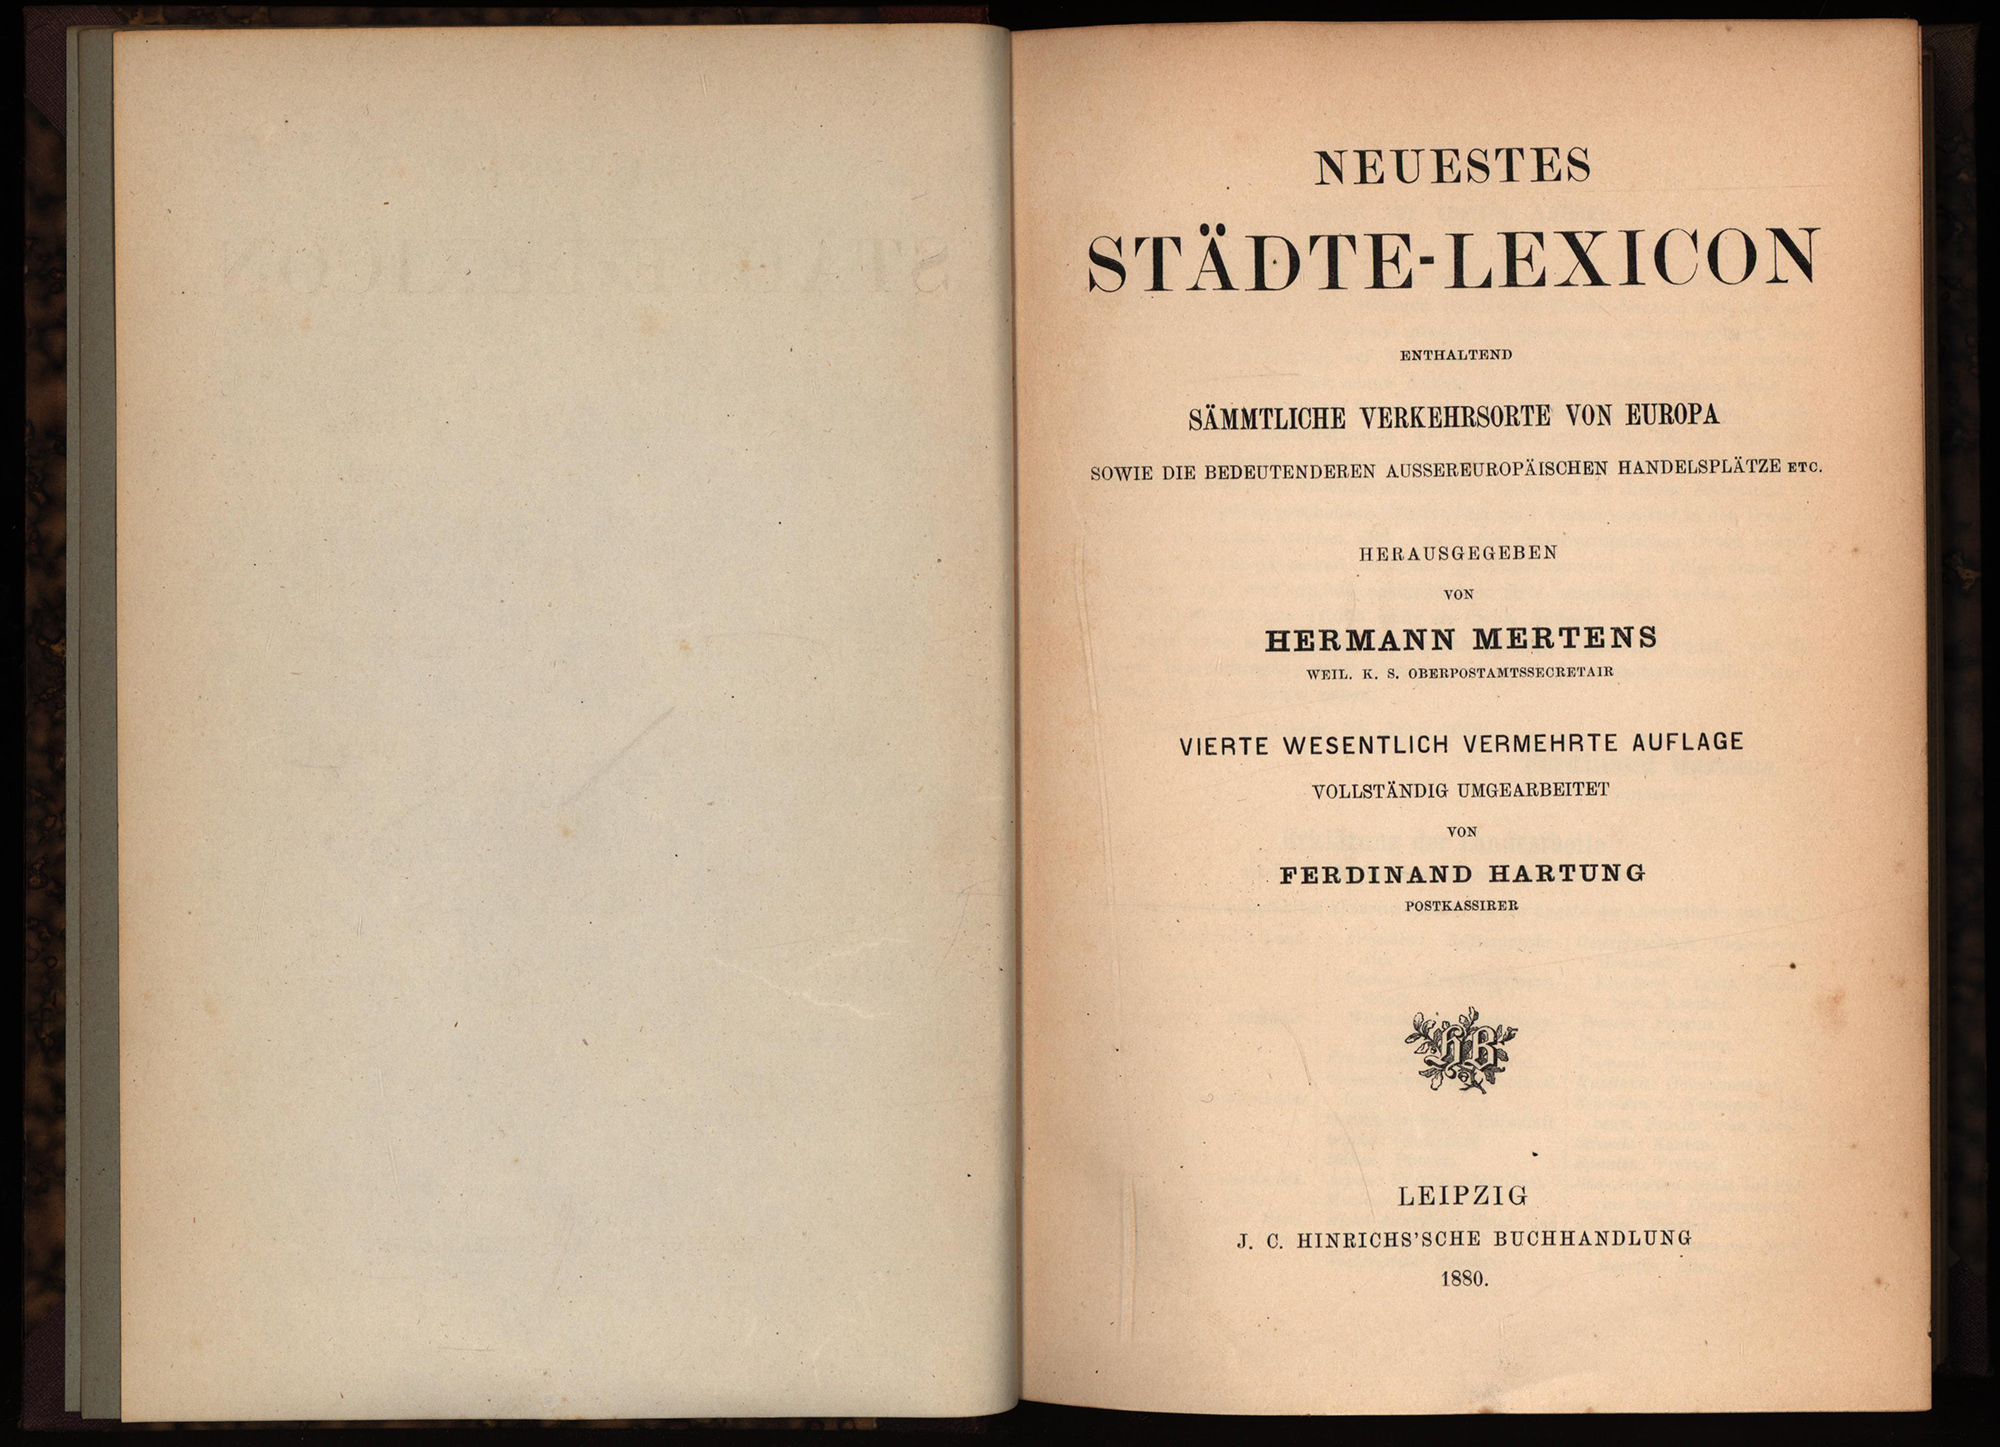 NEUESTES
STÄDTE-LEXICON
ENTHALTEND
SÄMMTLICHE VERKEHRSORTE VON EUROPA
SOWIE DIE BEDEUTENDEREN AUSSEREUROPÄISCHEN HANDELSPLÄTZE ETC.
HERAUSGEGEBEN
VON
HERMANN MERTENS
WEIL. K. S. OBERPOSTAMTSSECRETAIR
VIERTE WESENTLICH VERMEHRTE AUFLAGE
VOLLSTÄNDIG UMGEARBEITET
VON
FERDINAND HARTUNG
POSTKASSIRER
HB
LEIPZIG
J. C. HINRICHS'SCHE BUCHHANDLUNG
1880.